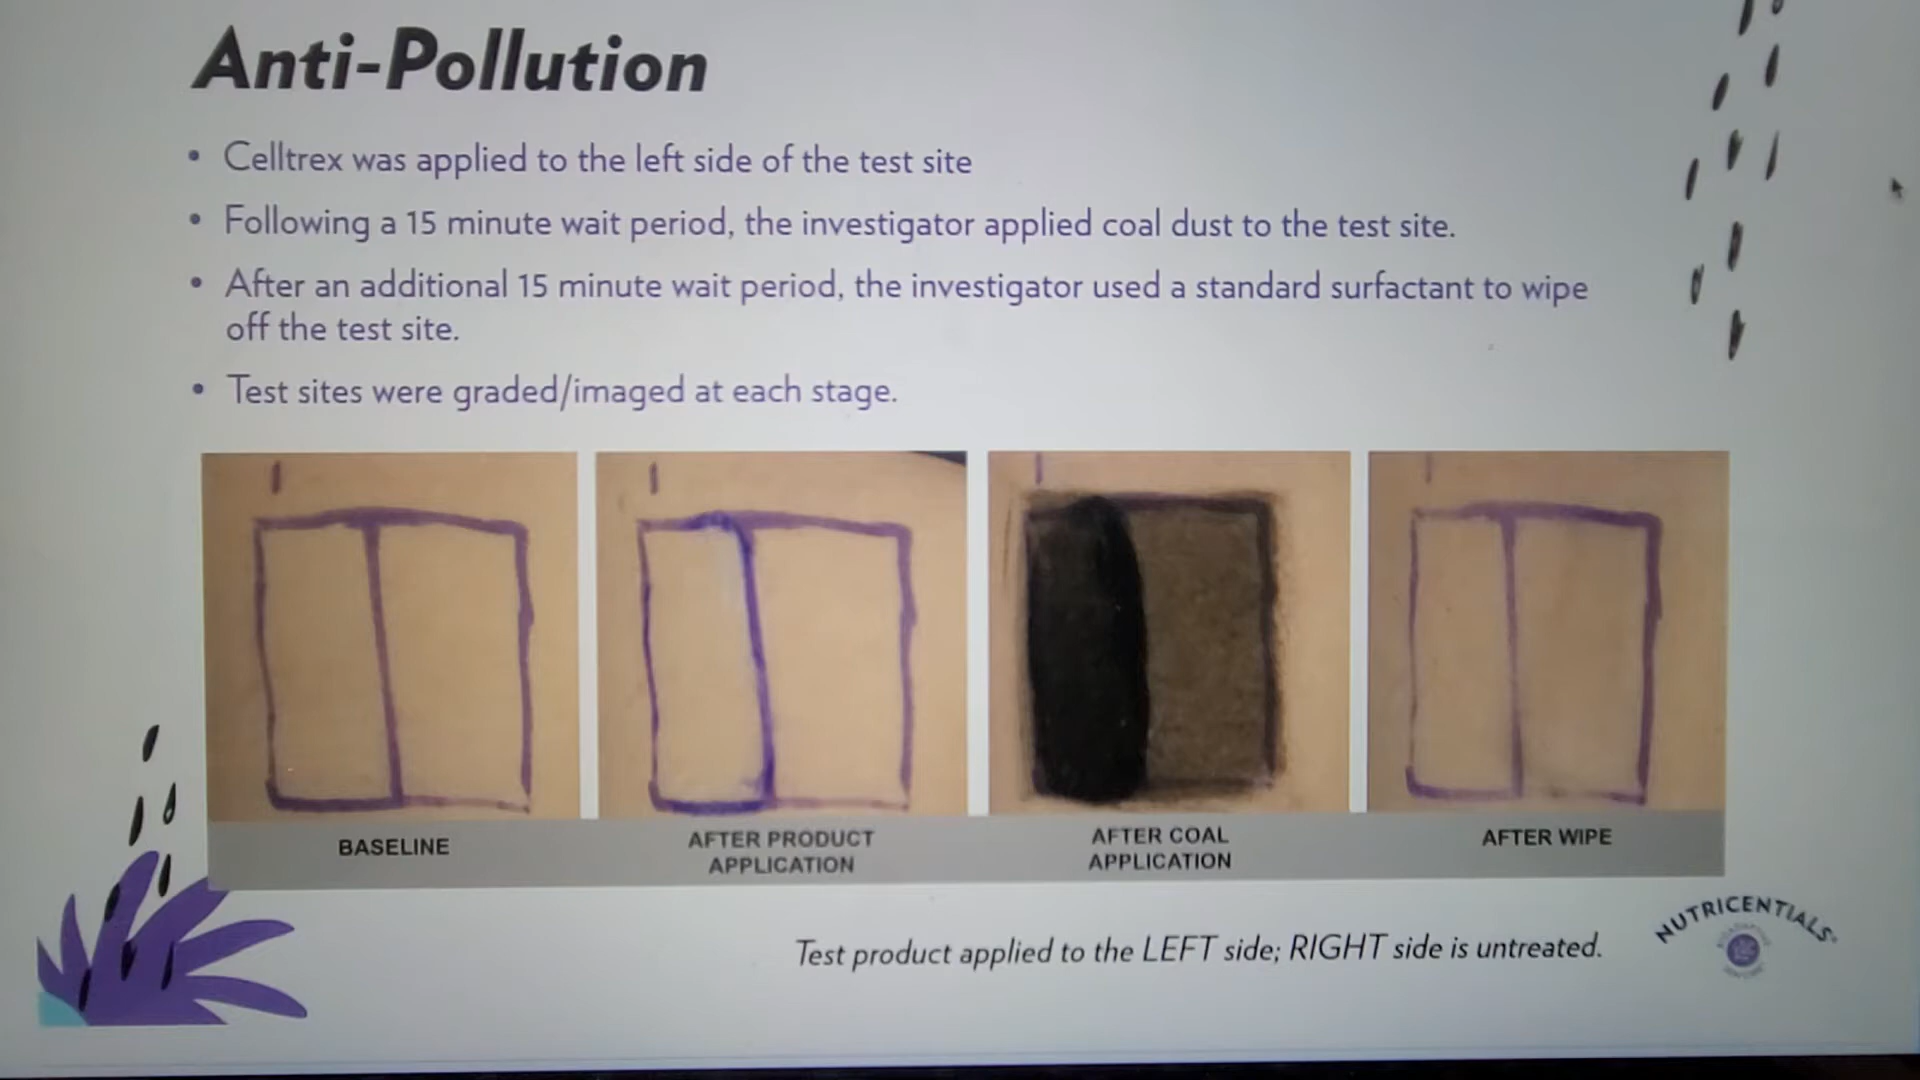 Anti-Pollution
• Celltrex was applied to the left side of the test site
• Following a 15 minute wait period, the investigator applied coal dust to the test site.
• After an additional 15 minute wait period, the investigator used a standard surfactant to wipe
off the test site.
• Test sites were graded/imaged at each stage.
BASELINE
AFTER PRODUCT
APPLICATION
AFTER COAL
APPLICATION
AFTER WIPE
Test product applied to the LEFT side; RIGHT side is untreated.
NUTRICENTIALS